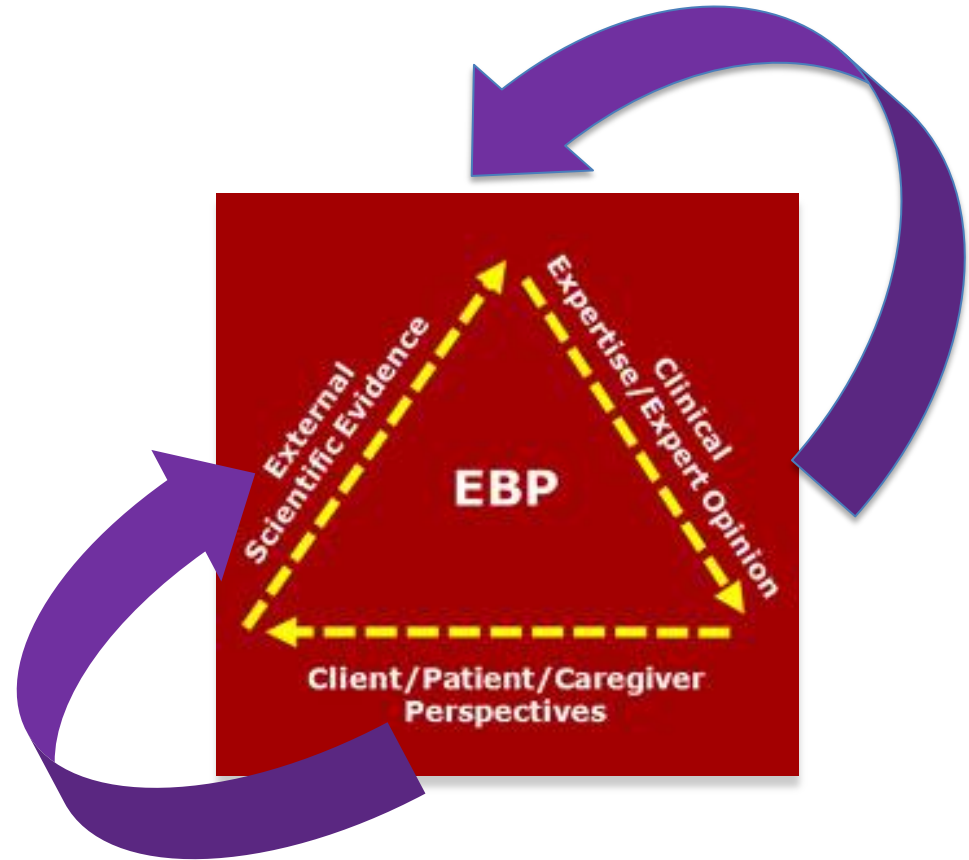 External
Scientific Evidence
Clinical
Expertise/Expert Opinion
EBP
Client/Patient/Caregiver
Perspectives